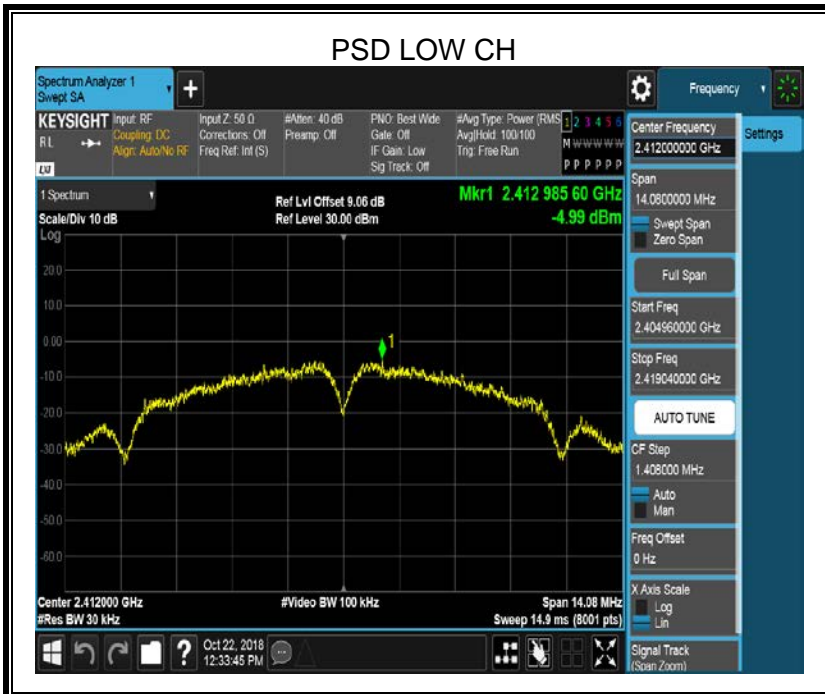 PSD LOW CH
Spectrum Analyzer 1
Swept SA
+
Frequency
KEYSIGHT
RL
LXI
Input: RF
Coupling: DC
Align: Auto/No RF
Input Z: 50 Ω
Corrections: Off
Freq Ref: Int (S)
#Atten: 40 dB
Preamp: Off
PNO: Best Wide
Gate: Off
IF Gain: Low
Sig Track: Off
#Avg Type: Power (RMS
Avg|Hold: 100/100
Trig: Free Run
1 2 3 4 5 6
M W W W W W
P P P P P P
Center Frequency
2.412000000 GHz
Settings
1 Spectrum
Scale/Div 10 dB
Log
Ref Lvl Offset 9.06 dB
Ref Level 30.00 dBm
Mkr1 2.412 985 60 GHz
-4.99 dBm
Span
14.0800000 MHz
Swept Span
Zero Span
Full Span
Start Freq
2.404960000 GHz
Stop Freq
2.419040000 GHz
AUTO TUNE
CF Step
1.408000 MHz
Auto
Man
Freq Offset
0 Hz
X Axis Scale
Log
Lin
Signal Track
(Span Zoom)
20.0
10.0
0.00
-10.0
-20.0
-30.0
-40.0
-50.0
-60.0
1
Center 2.412000 GHz
#Res BW 30 kHz
#Video BW 100 kHz
Span 14.08 MHz
Sweep 14.9 ms (8001 pts)
?
Oct 22, 2018
12:33:45 PM